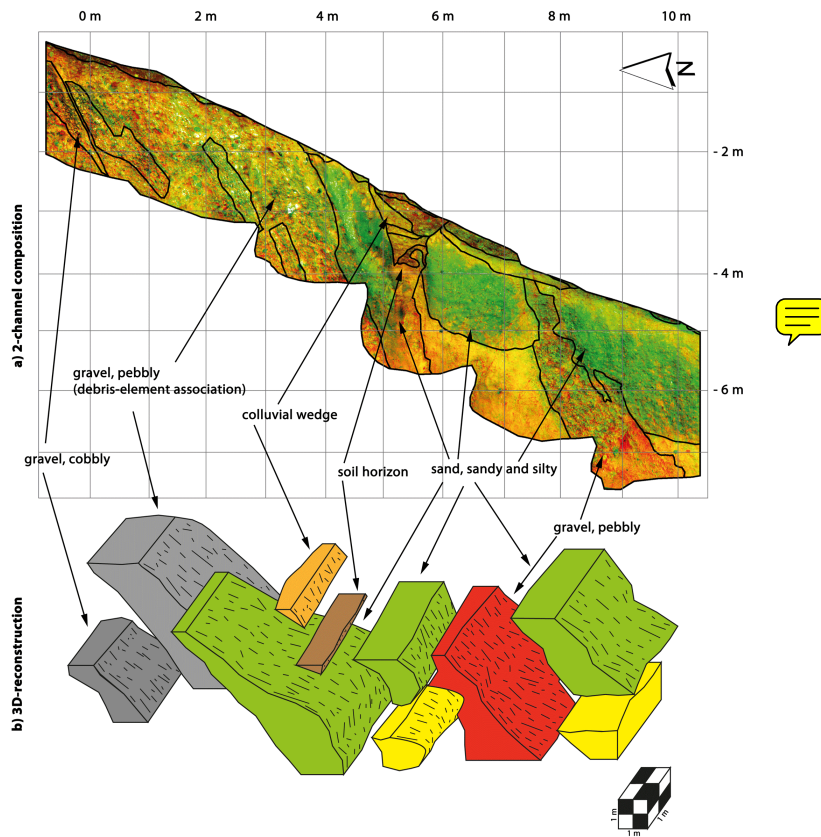 0 m 2 m 4 m 6 m 8 m 10 m
N
- 2 m
- 4 m
- 6 m
a) 2-channel composition
gravel, pebbly
(debris-element association)
colluvial wedge
gravel, cobbly
soil horizon
sand, sandy and silty
gravel, pebbly
b) 3D-reconstruction
1 m
1 m
1 m